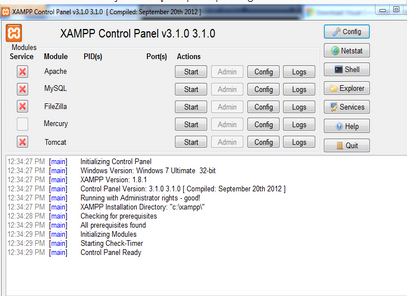 XAMPP Control Panel v3.1.0 3.1.0 [ Compiled: September 20th 2012 ]
XAMPP Control Panel v3.1.0 3.1.0
Config
Modules
Service Module PID(s) Port(s) Actions
Netstat
Apache Start Admin Config Logs
Shell
MySQL Start Admin Config Logs
Explorer
FileZilla Start Admin Config Logs
Services
Mercury Start Admin Config Logs
Help
Tomcat Start Admin Config Logs
Quit
12:34:27 PM [main] Initializing Control Panel
12:34:27 PM [main] Windows Version: Windows 7 Ultimate 32-bit
12:34:27 PM [main] XAMPP Version: 1.8.1
12:34:27 PM [main] Control Panel Version: 3.1.0 3.1.0 [ Compiled: September 20th 2012 ]
12:34:27 PM [main] Running with Administrator rights - good!
12:34:27 PM [main] XAMPP Installation Directory: "c:\xampp\"
12:34:28 PM [main] Checking for prerequisites
12:34:29 PM [main] All prerequisites found
12:34:29 PM [main] Initializing Modules
12:34:29 PM [main] Starting Check-Timer
12:34:29 PM [main] Control Panel Ready